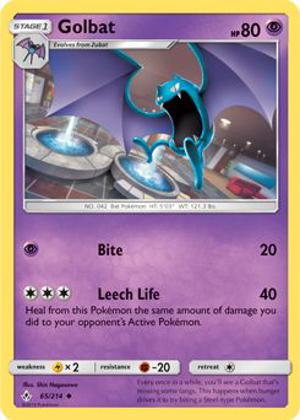 STAGE 1 Golbat HP 80
Evolves from Zubat
NO. 042 Bat Pokémon HT: 5'03" WT: 121.3 lbs.
Bite 20
Leech Life 40
Heal from this Pokémon the same amount of damage you
did to your opponent's Active Pokémon.
weakness ×2 resistance -20 retreat
Illus. Shin Nagasawa
65/214
Every once in a while, you'll see a Golbat that's
missing some fangs. This happens when hunger
drives it to try biting a Steel-type Pokémon.